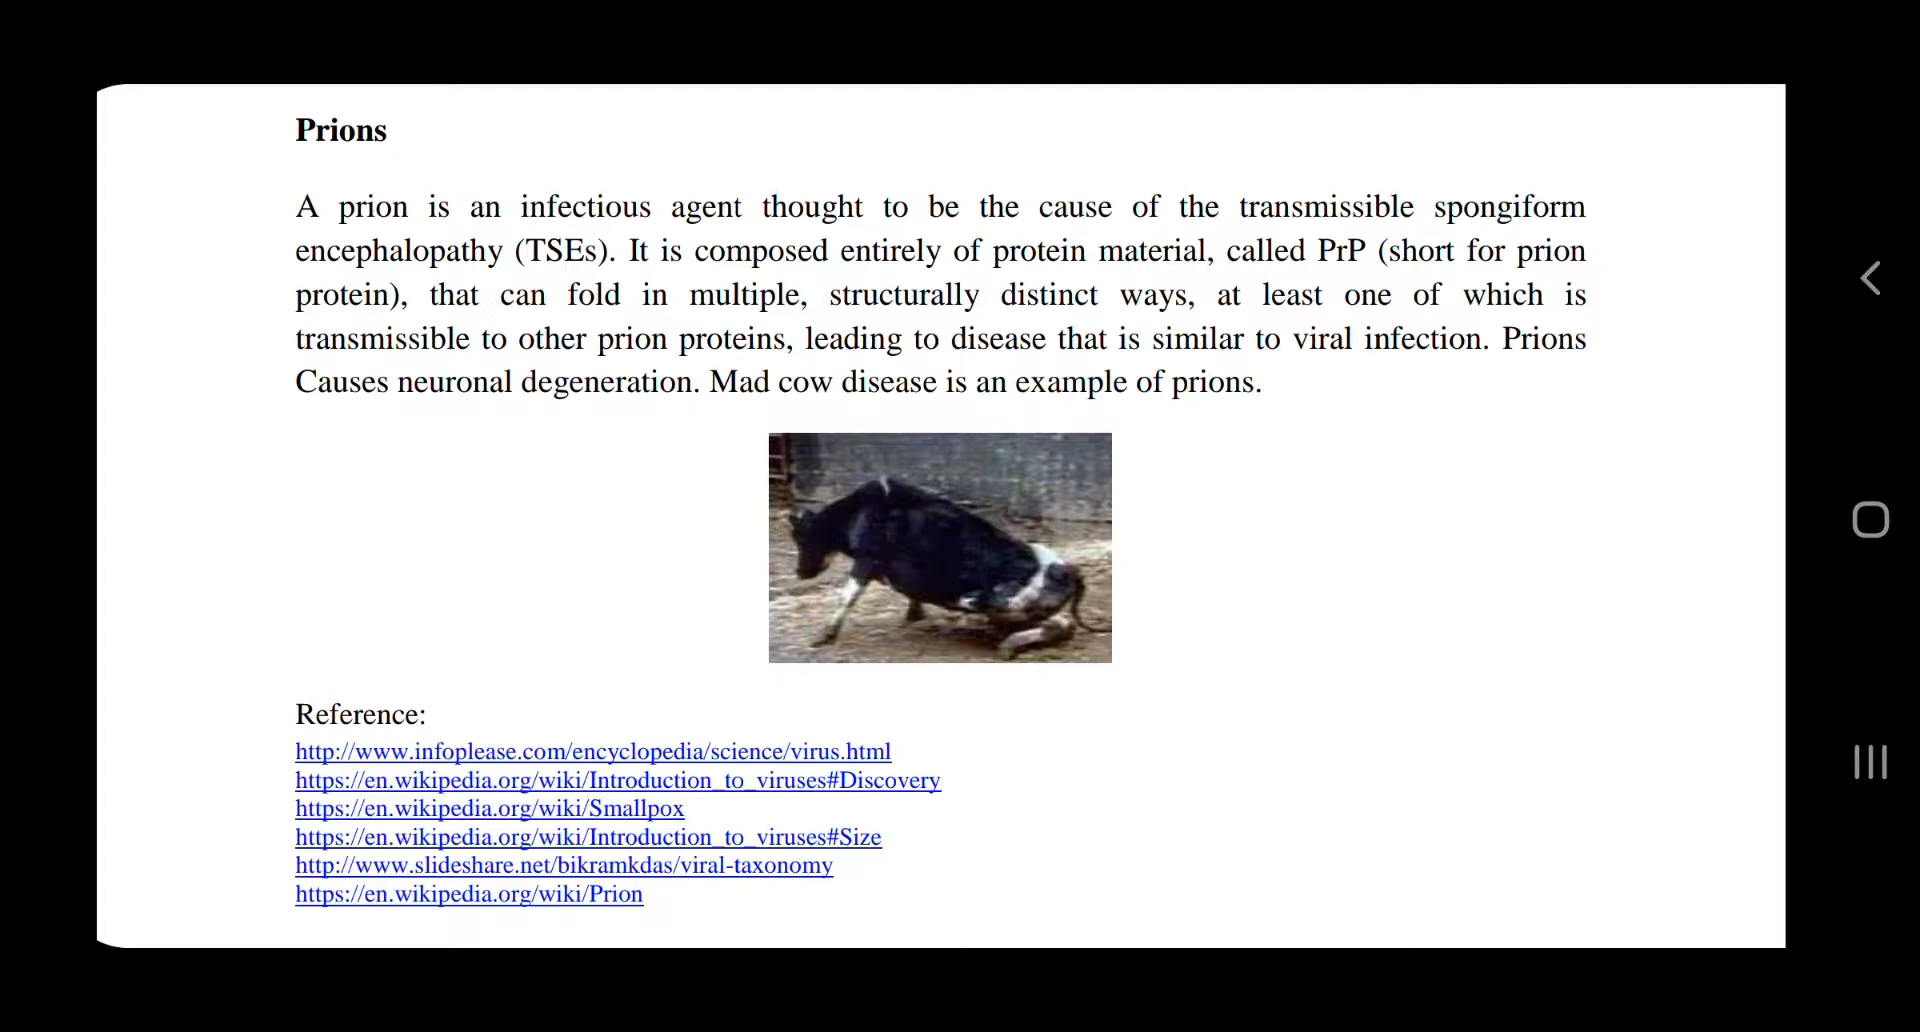 Prions
A prion is an infectious agent thought to be the cause of the transmissible spongiform
encephalopathy (TSEs). It is composed entirely of protein material, called PrP (short for prion
protein), that can fold in multiple, structurally distinct ways, at least one of which is
transmissible to other prion proteins, leading to disease that is similar to viral infection. Prions
Causes neuronal degeneration. Mad cow disease is an example of prions.
Reference:
http://www.infoplease.com/encyclopedia/science/virus.html
https://en.wikipedia.org/wiki/Introduction_to_viruses#Discovery
https://en.wikipedia.org/wiki/Smallpox
https://en.wikipedia.org/wiki/Introduction_to_viruses#Size
http://www.slideshare.net/bikramkdas/viral-taxonomy
https://en.wikipedia.org/wiki/Prion